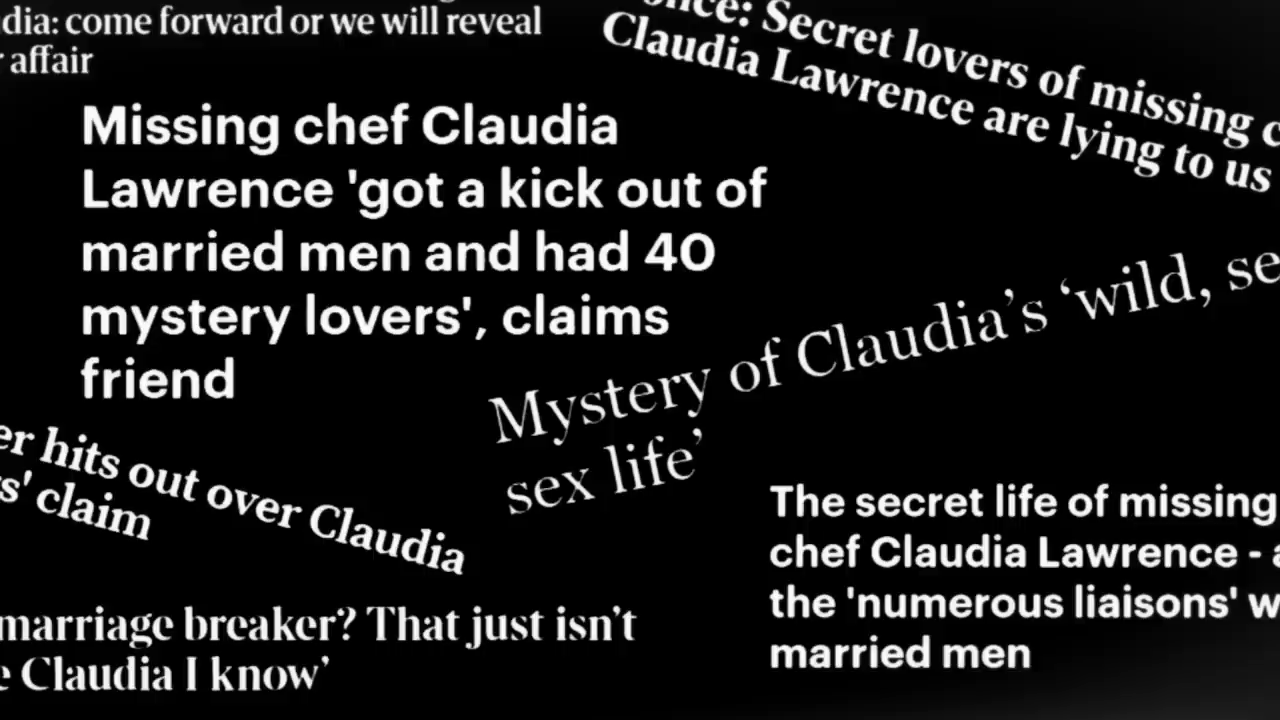 dia: come forward or we will reveal
affair
nce: Secret lovers of missing
Claudia Lawrence are lying to us
Missing chef Claudia
Lawrence 'got a kick out of
married men and had 40
mystery lovers', claims
friend
Mystery of Claudia's ‘wild, se
sex life’
er hits out over Claudia
s' claim
The secret life of missing
chef Claudia Lawrence -
the 'numerous liaisons' w
married men
marriage breaker? That just isn’t
e Claudia I know’